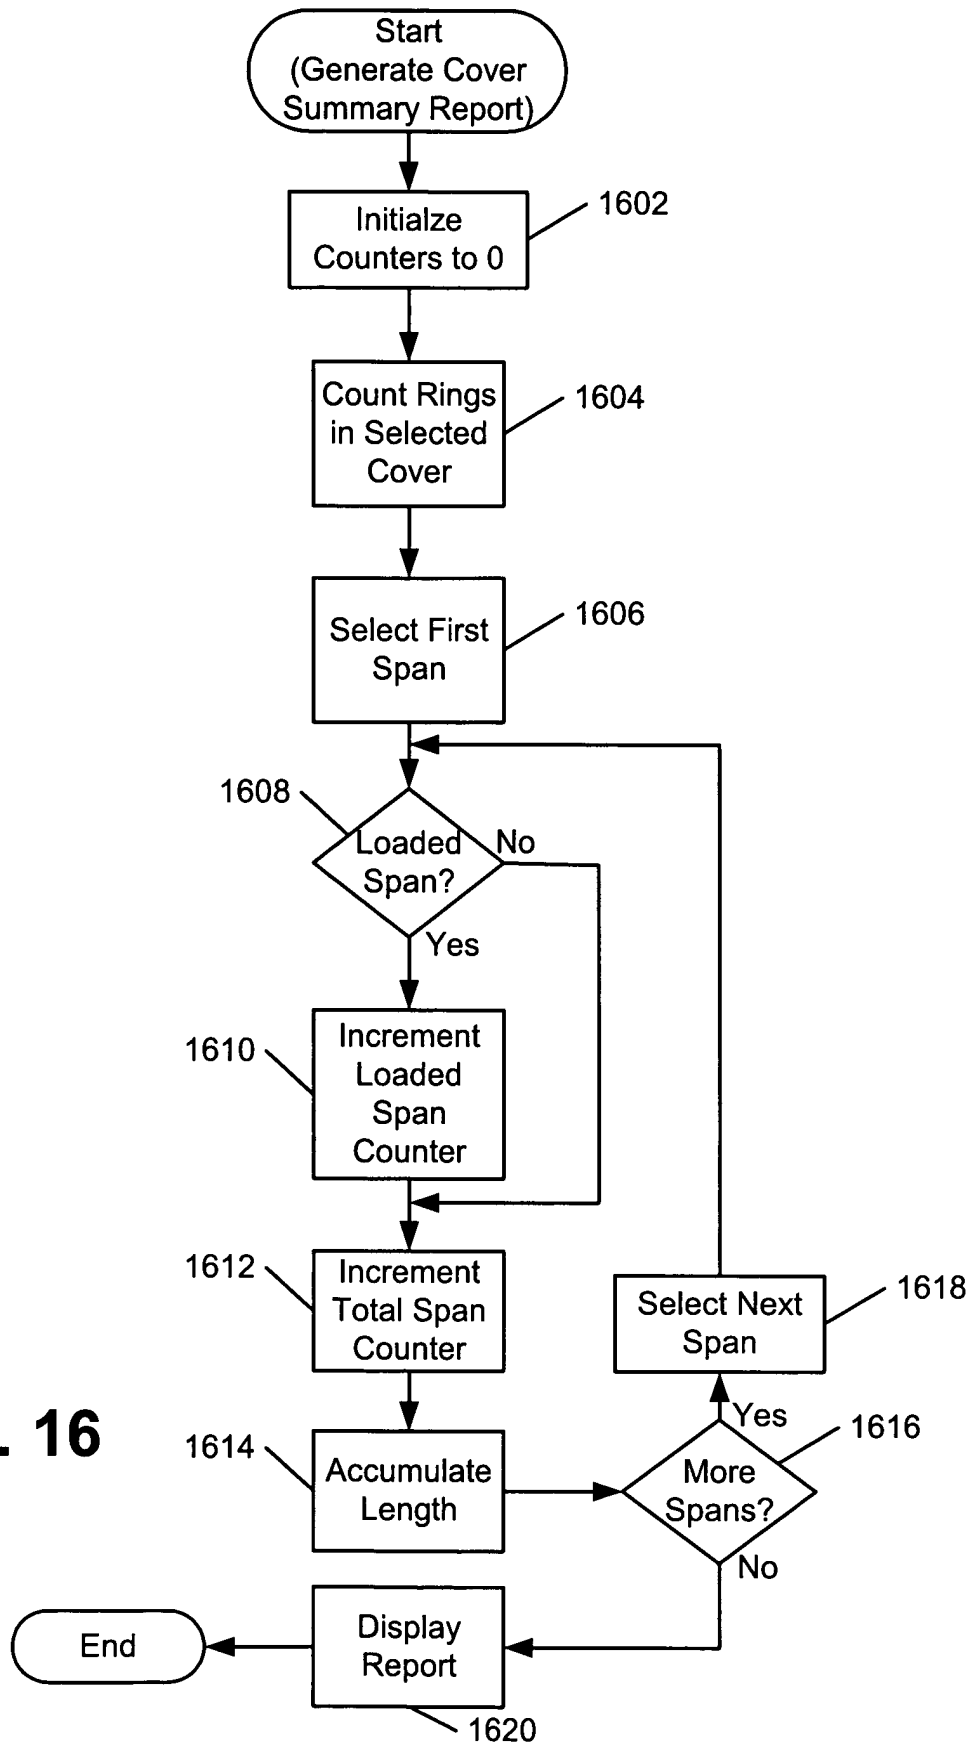 Start
(Generate Cover
Summary Report)
Initialze
Counters to 0
1602
Count Rings
in Selected
Cover
1604
Select First
Span
1606
1608
Loaded
Span?
No
Yes
1610
Increment
Loaded
Span
Counter
1612
Increment
Total Span
Counter
Select Next
Span
1618
. 16
1614
Accumulate
Length
Yes
More
Spans?
1616
No
Display
Report
End
1620